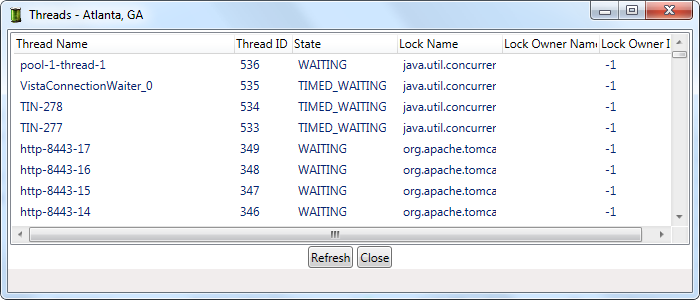 Threads - Atlanta, GA
Thread Name Thread ID State Lock Name Lock Owner Name Lock Owner I
pool-1-thread-1 536 WAITING java.util.concurrer -1
VistaConnectionWaiter_0 535 TIMED_WAITING java.util.concurrer -1
TIN-278 534 TIMED_WAITING java.util.concurrer -1
TIN-277 533 TIMED_WAITING java.util.concurrer -1
http-8443-17 349 WAITING org.apache.tomca -1
http-8443-16 348 WAITING org.apache.tomca -1
http-8443-15 347 WAITING org.apache.tomca -1
http-8443-14 346 WAITING org.apache.tomca -1
Refresh Close